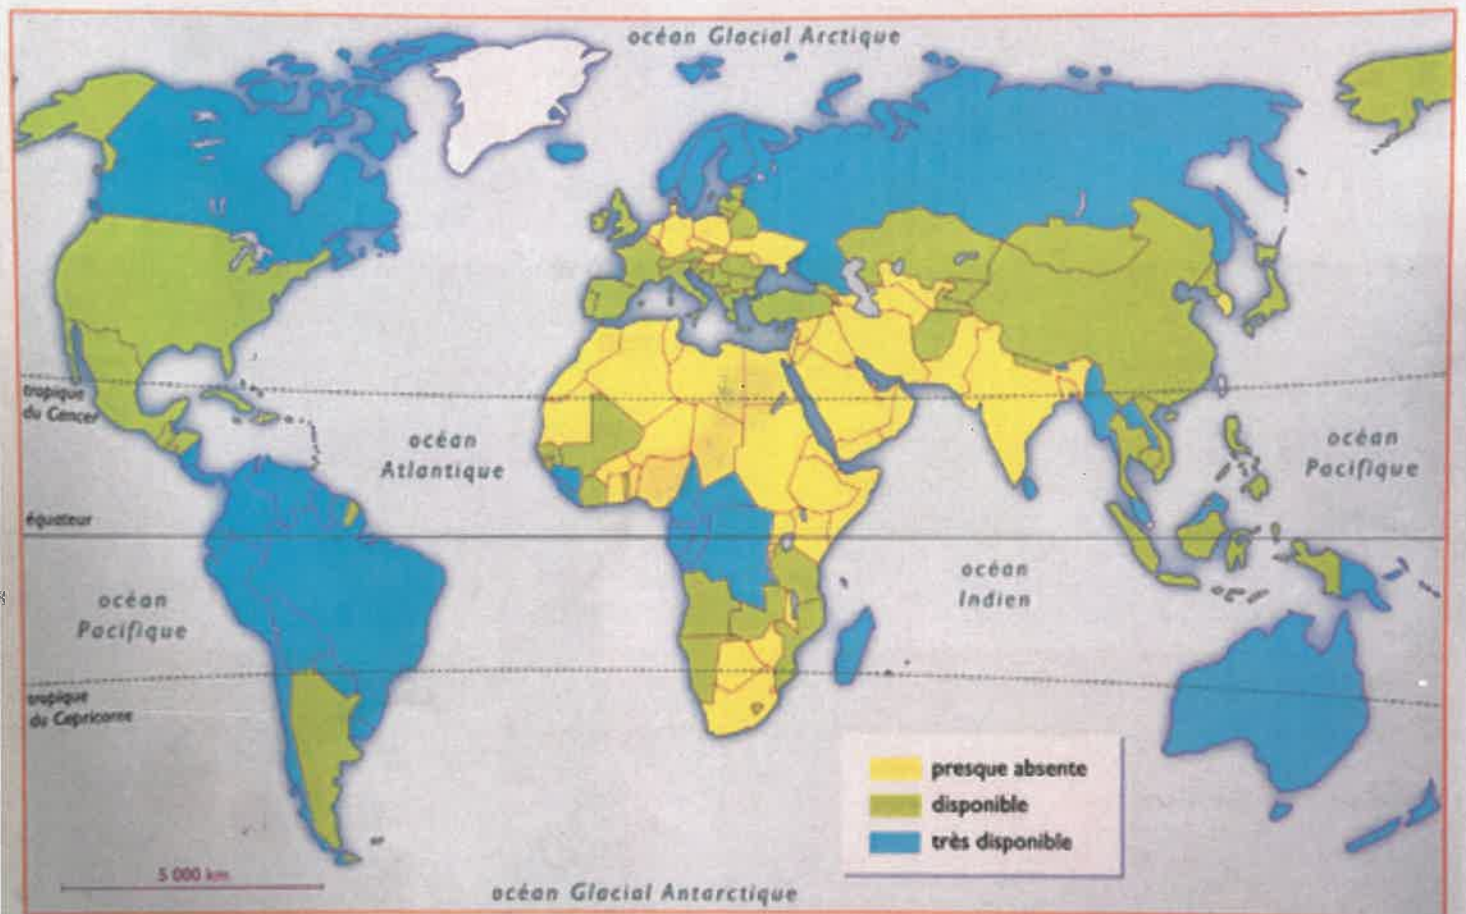 océan Glacial Arctique
tropique
du Cancer
océan
Atlantique
océan
Pacifique
équateur
océan
Pacifique
océan
Indien
tropique
du Capricorne
presque absente
disponible
très disponible
5 000 km
océan Glacial Antarctique